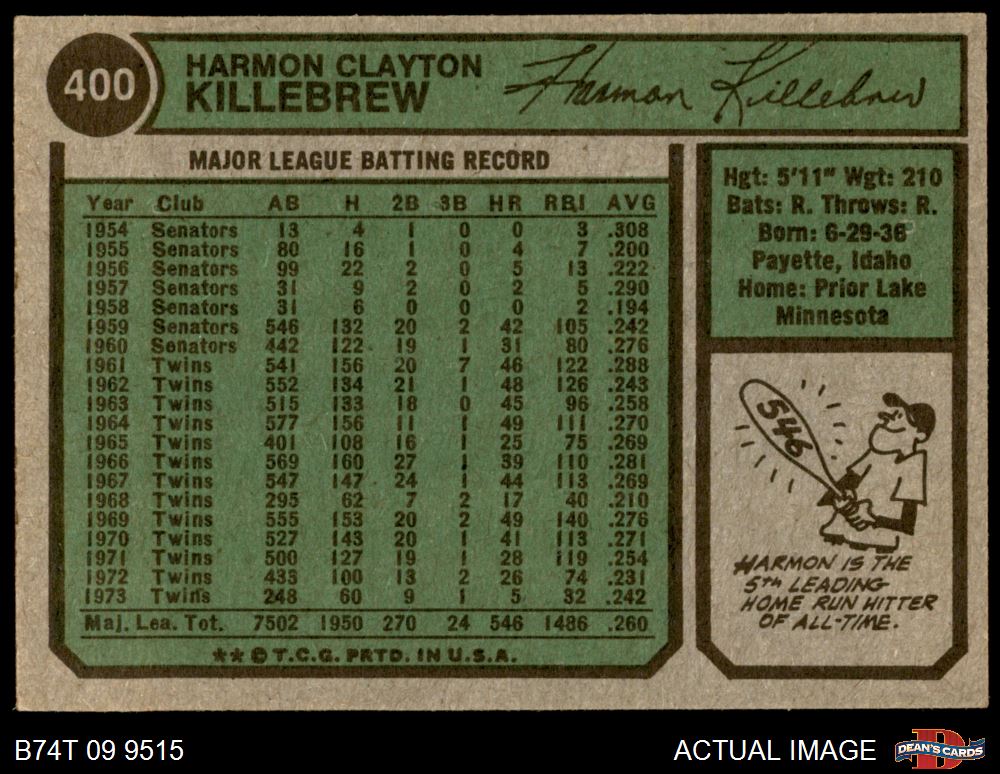 400
HARMON CLAYTON
KILLEBREW
Harmon Killebrew
MAJOR LEAGUE BATTING RECORD
Year Club AB H 2B 3B HR RBI AVG
1954 Senators 13 4 1 0 0 3 .308
1955 Senators 80 16 1 0 4 7 .200
1956 Senators 99 22 2 0 5 13 .222
1957 Senators 31 9 2 0 2 5 .290
1958 Senators 31 6 0 0 0 2 .194
1959 Senators 546 132 20 2 42 105 .242
1960 Senators 442 122 19 1 31 80 .276
1961 Twins 541 156 20 7 46 122 .288
1962 Twins 552 134 21 1 48 126 .243
1963 Twins 515 133 18 0 45 96 .258
1964 Twins 577 156 11 1 49 111 .270
1965 Twins 401 108 16 1 25 75 .269
1966 Twins 569 160 27 1 39 110 .281
1967 Twins 547 147 24 1 44 113 .269
1968 Twins 295 62 7 2 17 40 .210
1969 Twins 555 153 20 2 49 140 .276
1970 Twins 527 143 20 1 41 113 .271
1971 Twins 500 127 19 1 28 119 .254
1972 Twins 433 100 13 2 26 74 .231
1973 Twins 248 60 9 1 5 32 .242
Maj. Lea. Tot. 7502 1950 270 24 546 1486 .260
★★ © T.C.G. PRTD. IN U.S.A.
Hgt: 5'11" Wgt: 210
Bats: R. Throws: R.
Born: 6-29-36
Payette, Idaho
Home: Prior Lake
Minnesota
546
HARMON IS THE
5TH LEADING
HOME RUN HITTER
OF ALL-TIME.
B74T 09 9515
ACTUAL IMAGE
D
DEAN'S CARDS